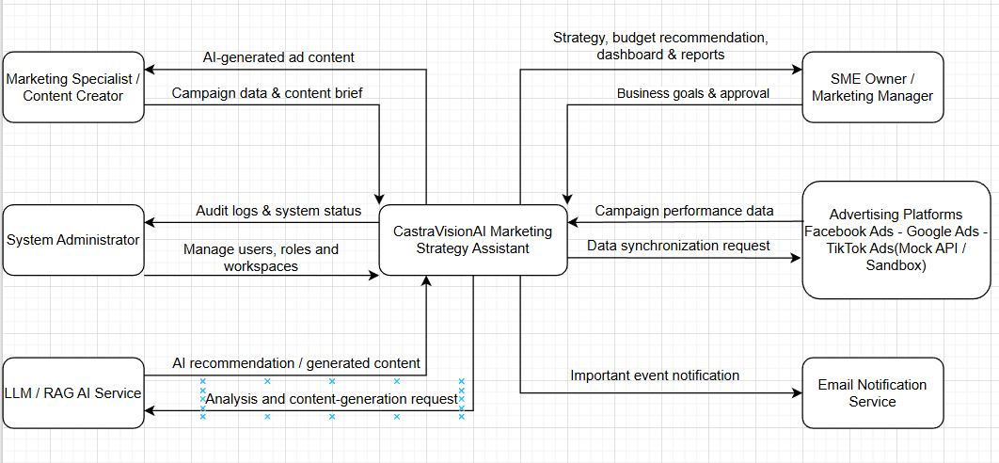 Strategy, budget recommendation,
dashboard & reports
AI-generated ad content
Marketing Specialist /
Content Creator
Campaign data & content brief
SME Owner /
Marketing Manager
Business goals & approval
Audit logs & system status
System Administrator
Manage users, roles and
workspaces
CastraVisionAI Marketing
Strategy Assistant
Campaign performance data
Data synchronization request
Advertising Platforms
Facebook Ads - Google Ads -
TikTok Ads(Mock API /
Sandbox)
AI recommendation / generated content
LLM / RAG AI Service
Analysis and content-generation request
Important event notification
Email Notification
Service